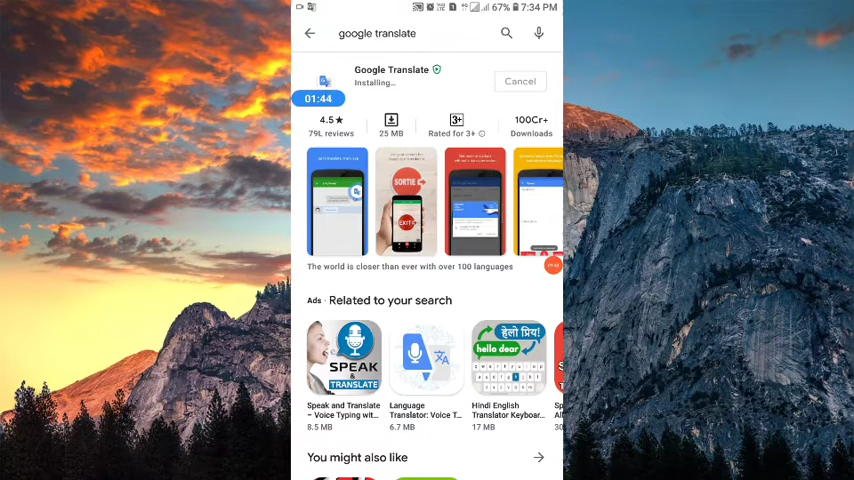 67% 7:34 PM
google translate
Google Translate
Installing...
Cancel
01:44
4.5★
79L reviews
25 MB
3+
Rated for 3+
100Cr+
Downloads
SORTIE
EXIT
The world is closer than ever with over 100 languages
Ads · Related to your search
SPEAK
&
TRANSLATE
हेलो प्रिय!
hello dear
Speak and Translate
– Voice Typing wit...
8.5 MB
Language
Translator: Voice T...
6.7 MB
Hindi English
Translator Keyboar...
17 MB
You might also like